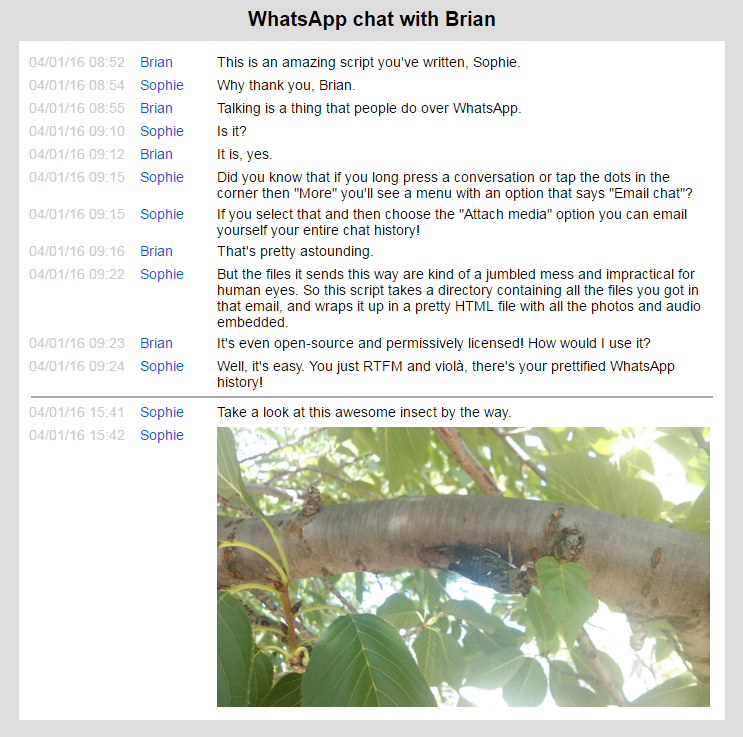 WhatsApp chat with Brian
04/01/16 08:52 Brian This is an amazing script you've written, Sophie.
04/01/16 08:54 Sophie Why thank you, Brian.
04/01/16 08:55 Brian Talking is a thing that people do over WhatsApp.
04/01/16 09:10 Sophie Is it?
04/01/16 09:12 Brian It is, yes.
04/01/16 09:15 Sophie Did you know that if you long press a conversation or tap the dots in the
corner then "More" you'll see a menu with an option that says "Email chat"?
04/01/16 09:15 Sophie If you select that and then choose the "Attach media" option you can email
yourself your entire chat history!
04/01/16 09:16 Brian That's pretty astounding.
04/01/16 09:22 Sophie But the files it sends this way are kind of a jumbled mess and impractical for
human eyes. So this script takes a directory containing all the files you got in
that email, and wraps it up in a pretty HTML file with all the photos and audio
embedded.
04/01/16 09:23 Brian It's even open-source and permissively licensed! How would I use it?
04/01/16 09:24 Sophie Well, it's easy. You just RTFM and violà, there's your prettified WhatsApp
history!
04/01/16 15:41 Sophie Take a look at this awesome insect by the way.
04/01/16 15:42 Sophie